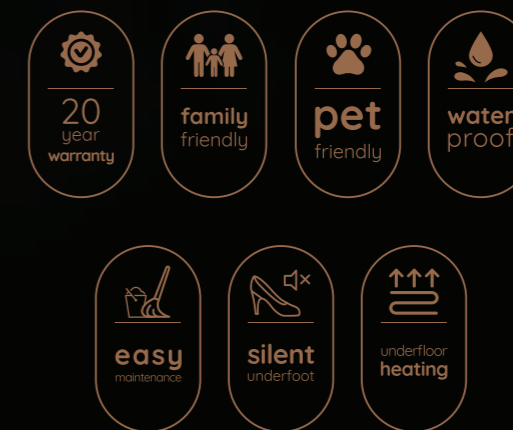 20
year
warranty
family
friendly
pet
friendly
water
proof
easy
maintenance
silent
underfoot
underfloor
heating